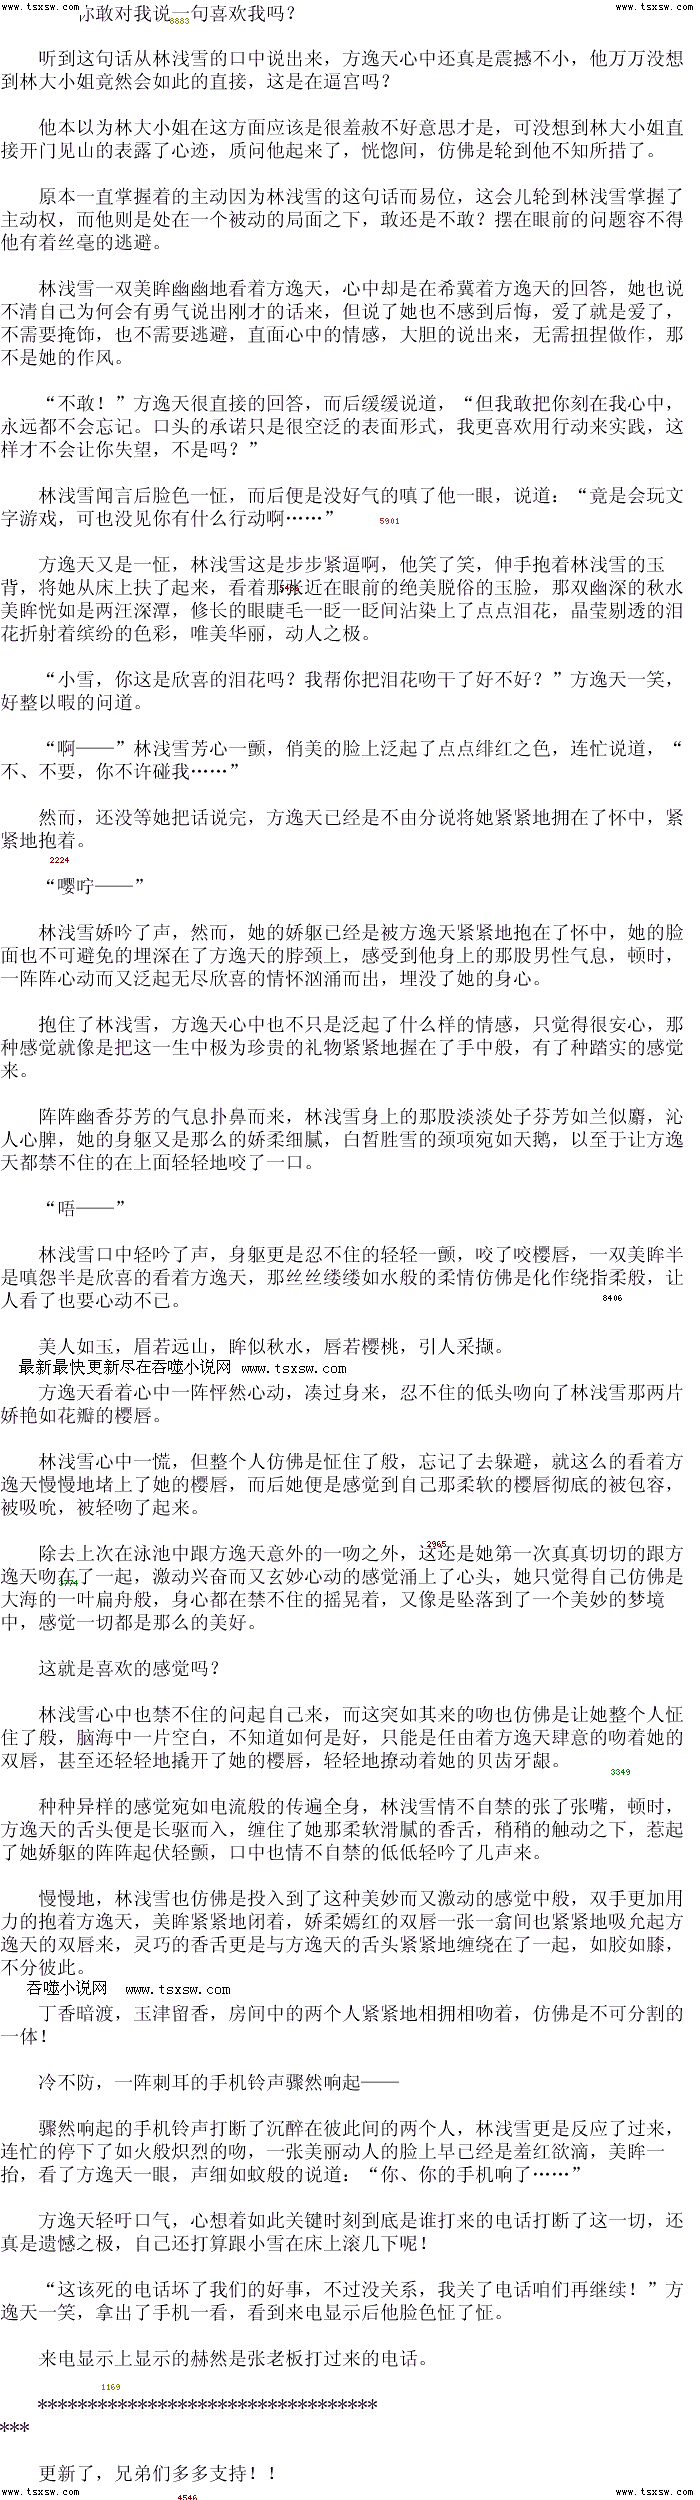 www.tsxsw.com
www.tsxsw.com
你敢对我说一句喜欢我吗？
8883
听到这句话从林浅雪的口中说出来，方逸天心中还真是震撼不小，他万万没想
到林大小姐竟然会如此的直接，这是在逼宫吗？
他本以为林大小姐在这方面应该是很羞赦不好意思才是，可没想到林大小姐直
接开门见山的表露了心迹，质问他起来了，恍惚间，仿佛是轮到他不知所措了。
原本一直掌握着的主动因为林浅雪的这句话而易位，这会儿轮到林浅雪掌握了
主动权，而他则是处在一个被动的局面之下，敢还是不敢？摆在眼前的问题容不得
他有着丝毫的逃避。
林浅雪一双美眸幽幽地看着方逸天，心中却是在希冀着方逸天的回答，她也说
不清自己为何会有勇气说出刚才的话来，但说了她也不感到后悔，爱了就是爱了，
不需要掩饰，也不需要逃避，直面心中的情感，大胆的说出来，无需扭捏做作，那
不是她的作风。
“不敢！”方逸天很直接的回答，而后缓缓说道，“但我敢把你刻在我心中，
永远都不会忘记。口头的承诺只是很空泛的表面形式，我更喜欢用行动来实践，这
样才不会让你失望，不是吗？”
林浅雪闻言后脸色一怔，而后便是没好气的嗔了他一眼，说道：“竟是会玩文
字游戏，可也没见你有什么行动啊……”
5901
方逸天又是一怔，林浅雪这是步步紧逼啊，他笑了笑，伸手抱着林浅雪的玉
背，将她从床上扶了起来，看着那张近在眼前的绝美脱俗的玉脸，那双幽深的秋水
美眸恍如是两汪深潭，修长的眼睫毛一眨一眨间沾染上了点点泪花，晶莹剔透的泪
花折射着缤纷的色彩，唯美华丽，动人之极。
“小雪，你这是欣喜的泪花吗？我帮你把泪花吻干了好不好？”方逸天一笑，
好整以暇的问道。
“啊——”林浅雪芳心一颤，俏美的脸上泛起了点点绯红之色，连忙说道，“
不、不要，你不许碰我……”
然而，还没等她把话说完，方逸天已经是不由分说将她紧紧地拥在了怀中，紧
紧地抱着。
2224
“嘤咛——”
林浅雪娇吟了声，然而，她的娇躯已经是被方逸天紧紧地抱在了怀中，她的脸
面也不可避免的埋深在了方逸天的脖颈上，感受到他身上的那股男性气息，顿时，
一阵阵心动而又泛起无尽欣喜的情怀汹涌而出，埋没了她的身心。
抱住了林浅雪，方逸天心中也不只是泛起了什么样的情感，只觉得很安心，那
种感觉就像是把这一生中极为珍贵的礼物紧紧地握在了手中般，有了种踏实的感觉
来。
阵阵幽香芬芳的气息扑鼻而来，林浅雪身上的那股淡淡处子芬芳如兰似麝，沁
人心脾，她的身躯又是那么的娇柔细腻，白皙胜雪的颈项宛如天鹅，以至于让方逸
天都禁不住的在上面轻轻地咬了一口。
“唔——”
林浅雪口中轻吟了声，身躯更是忍不住的轻轻一颤，咬了咬樱唇，一双美眸半
是嗔怨半是欣喜的看着方逸天，那丝丝缕缕如水般的柔情仿佛是化作绕指柔般，让
人看了也要心动不已。
8406
美人如玉，眉若远山，眸似秋水，唇若樱桃，引人采撷。
最新最快更新尽在吞噬小说网 www.tsxsw.com
方逸天看着心中一阵怦然心动，凑过身来，忍不住的低头吻向了林浅雪那两片
娇艳如花瓣的樱唇。
林浅雪心中一慌，但整个人仿佛是怔住了般，忘记了去躲避，就这么的看着方
逸天慢慢地堵上了她的樱唇，而后她便是感觉到自己那柔软的樱唇彻底的被包容，
被吸吮，被轻吻了起来。
2965
除去上次在泳池中跟方逸天意外的一吻之外，这还是她第一次真真切切的跟方
逸天吻在了一起，激动兴奋而又玄妙心动的感觉涌上了心头，她只觉得自己仿佛是
大海的一叶扁舟般，身心都在禁不住的摇晃着，又像是坠落到了一个美妙的梦境
中，感觉一切都是那么的美好。
这就是喜欢的感觉吗？
林浅雪心中也禁不住的问起自己来，而这突如其来的吻也仿佛是让她整个人怔
住了般，脑海中一片空白，不知道如何是好，只能是任由着方逸天肆意的吻着她的
双唇，甚至还轻轻地撬开了她的樱唇，轻轻地撩动着她的贝齿牙龈。
3349
种种异样的感觉宛如电流般的传遍全身，林浅雪情不自禁的张了张嘴，顿时，
方逸天的舌头便是长驱而入，缠住了她那柔软滑腻的香舌，稍稍的触动之下，惹起
了她娇躯的阵阵起伏轻颤，口中也情不自禁的低低轻吟了几声来。
慢慢地，林浅雪也仿佛是投入到了这种美妙而又激动的感觉中般，双手更加用
力的抱着方逸天，美眸紧紧地闭着，娇柔嫣红的双唇一张一翕间也紧紧地吸允起方
逸天的双唇来，灵巧的香舌更是与方逸天的舌头紧紧地缠绕在了一起，如胶如膝，
不分彼此。
吞噬小说网 www.tsxsw.com
丁香暗渡，玉津留香，房间中的两个人紧紧地相拥相吻着，仿佛是不可分割的
一体！
冷不防，一阵刺耳的手机铃声骤然响起——
骤然响起的手机铃声打断了沉醉在彼此间的两个人，林浅雪更是反应了过来，
连忙的停下了如火般炽烈的吻，一张美丽动人的脸上早已经是羞红欲滴，美眸一
抬，看了方逸天一眼，声细如蚊般的说道：“你、你的手机响了……”
方逸天轻吁口气，心想着如此关键时刻到底是谁打来的电话打断了这一切，还
真是遗憾之极，自己还打算跟小雪在床上滚几下呢！
“这该死的电话坏了我们的好事，不过没关系，我关了电话咱们再继续！”方
逸天一笑，拿出了手机一看，看到来电显示后他脸色怔了怔。
来电显示上显示的赫然是张老板打过来的电话。
1169
**********************************
***
更新了，兄弟们多多支持！！
www.tsxsw.com
www.tsxsw.com
4546